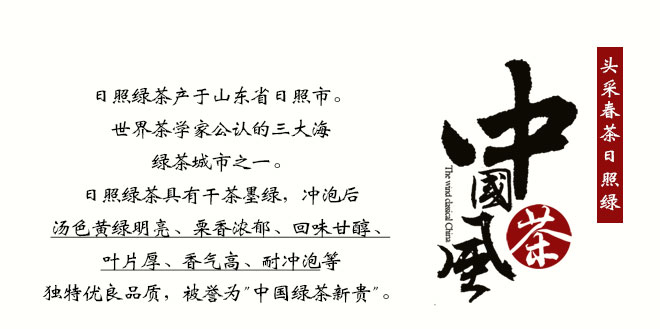 日照绿茶产于山东省日照市。
世界茶学家公认的三大海
绿茶城市之一。
日照绿茶具有干茶墨绿，冲泡后
汤色黄绿明亮、栗香浓郁、回味甘醇、
叶片厚、香气高、耐冲泡等
独特优良品质，被誉为"中国绿茶新贵"。
中國风
The wind classical China
茶
头采春茶日照绿